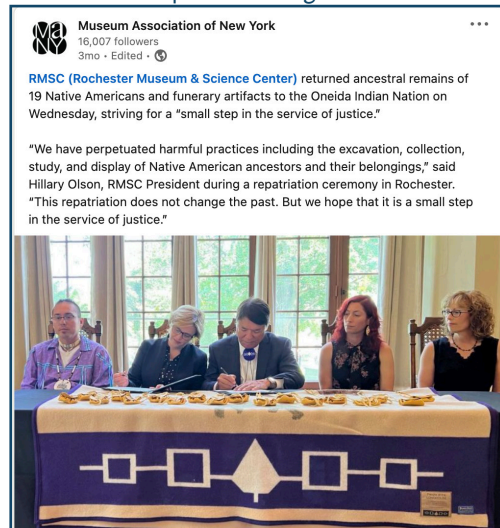 MANY
Museum Association of New York
16,007 followers
3mo • Edited •
RMSC (Rochester Museum & Science Center) returned ancestral remains of
19 Native Americans and funerary artifacts to the Oneida Indian Nation on
Wednesday, striving for a “small step in the service of justice.”
“We have perpetuated harmful practices including the excavation, collection,
study, and display of Native American ancestors and their belongings,” said
Hillary Olson, RMSC President during a repatriation ceremony in Rochester.
“This repatriation does not change the past. But we hope that it is a small step
in the service of justice.”